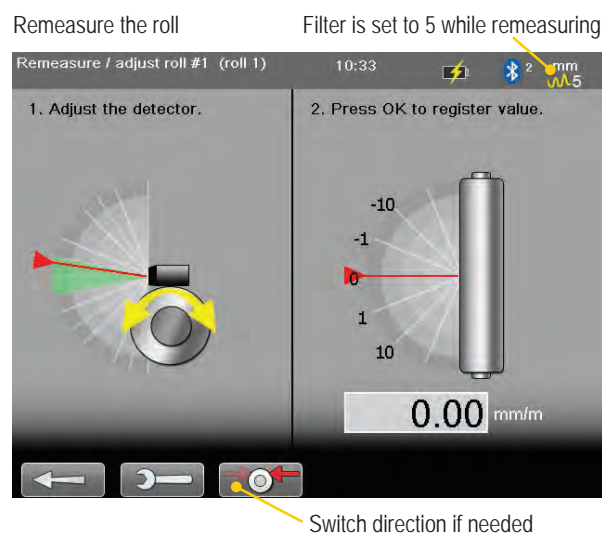 Remeasure the roll
Filter is set to 5 while remeasuring
Remeasure / adjust roll #1 (roll 1)
10:33
2
mm
5
1. Adjust the detector.
2. Press OK to register value.
-10
-1
0
1
10
0.00 mm/m
Switch direction if needed